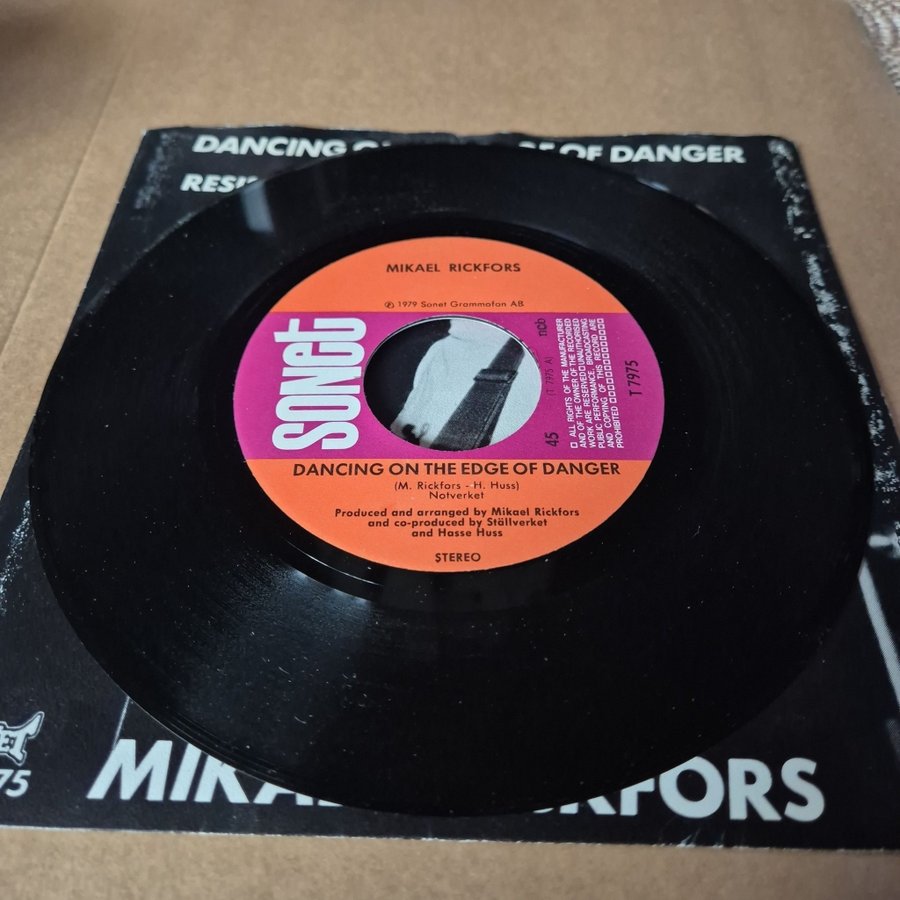 DANCING OF DANGER
MIKAEL RICKFORS
℗ 1979 Sonet Grammofon AB
SONET
45
(T 7975 A)
ncb
T 7975
□ ALL RIGHTS OF THE MANUFACTURER
AND OF THE OWNER OF THE RECORDED
WORK ARE RESERVED □ UNAUTHORISED
PUBLIC PERFORMANCE, BROADCASTING
AND COPYING OF THIS RECORD ARE
PROHIBITED □□□□□□□□□□
DANCING ON THE EDGE OF DANGER
(M. Rickfors - H. Huss)
Notverket
Produced and arranged by Mikael Rickfors
and co-produced by Ställverket
and Hasse Huss
STEREO
75